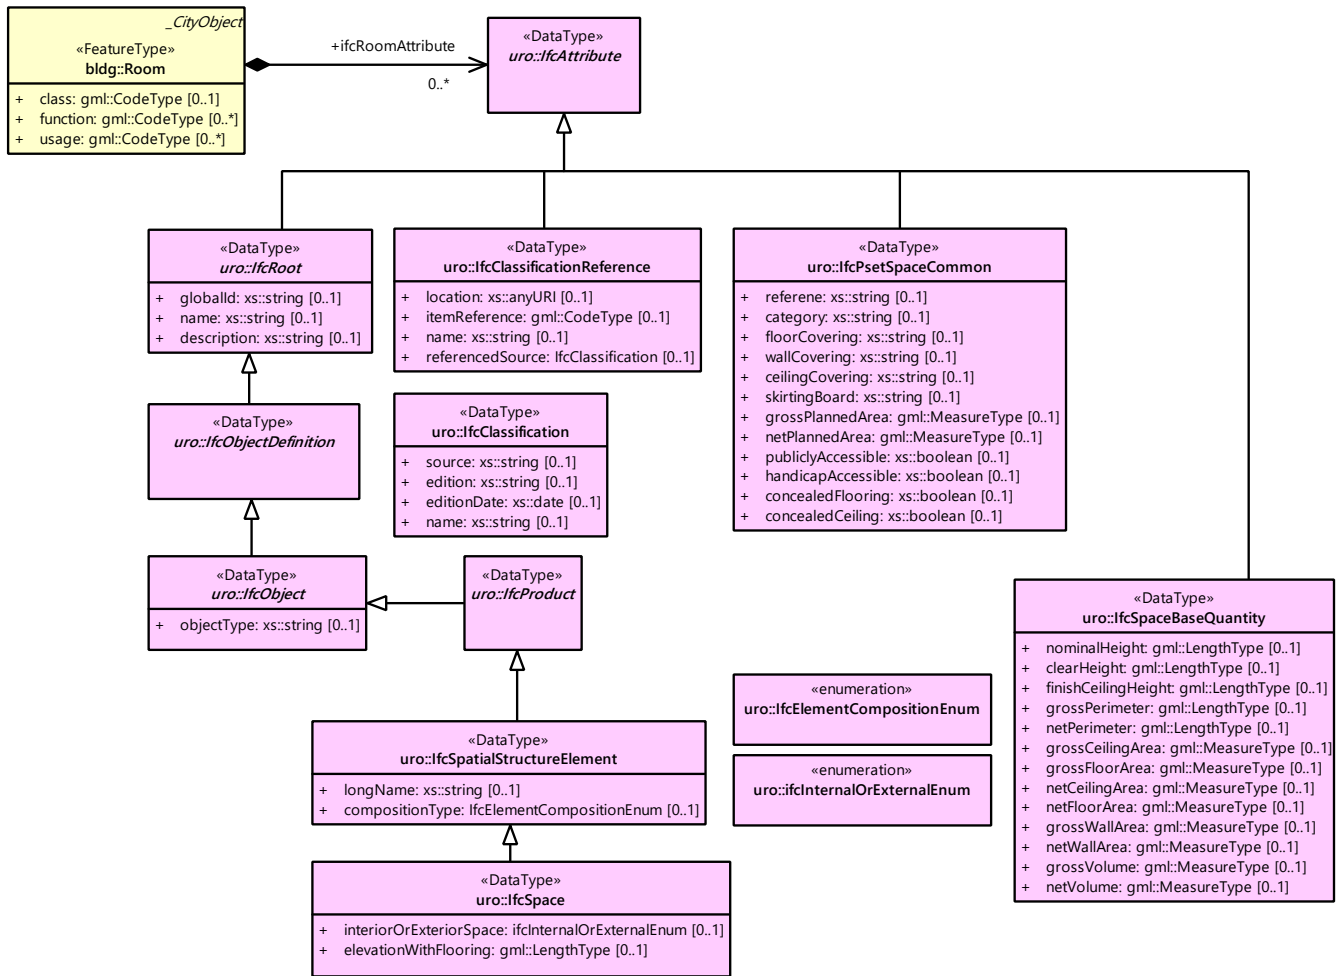 _CityObject
«FeatureType»
bldg::Room
+ class: gml::CodeType [0..1]
+ function: gml::CodeType [0..*]
+ usage: gml::CodeType [0..*]
+ifcRoomAttribute
0..*
«DataType»
uro::IfcAttribute
«DataType»
uro::IfcRoot
+ globalId: xs::string [0..1]
+ name: xs::string [0..1]
+ description: xs::string [0..1]
«DataType»
uro::IfcClassificationReference
+ location: xs::anyURI [0..1]
+ itemReference: gml::CodeType [0..1]
+ name: xs::string [0..1]
+ referencedSource: IfcClassification [0..1]
«DataType»
uro::IfcPsetSpaceCommon
+ referene: xs::string [0..1]
+ category: xs::string [0..1]
+ floorCovering: xs::string [0..1]
+ wallCovering: xs::string [0..1]
+ ceilingCovering: xs::string [0..1]
+ skirtingBoard: xs::string [0..1]
+ grossPlannedArea: gml::MeasureType [0..1]
+ netPlannedArea: gml::MeasureType [0..1]
+ publiclyAccessible: xs::boolean [0..1]
+ handicapAccessible: xs::boolean [0..1]
+ concealedFlooring: xs::boolean [0..1]
+ concealedCeiling: xs::boolean [0..1]
«DataType»
uro::IfcObjectDefinition
«DataType»
uro::IfcClassification
+ source: xs::string [0..1]
+ edition: xs::string [0..1]
+ editionDate: xs::date [0..1]
+ name: xs::string [0..1]
«DataType»
uro::IfcObject
+ objectType: xs::string [0..1]
«DataType»
uro::IfcProduct
«DataType»
uro::IfcSpaceBaseQuantity
+ nominalHeight: gml::LengthType [0..1]
+ clearHeight: gml::LengthType [0..1]
+ finishCeilingHeight: gml::LengthType [0..1]
+ grossPerimeter: gml::LengthType [0..1]
+ netPerimeter: gml::LengthType [0..1]
+ grossCeilingArea: gml::MeasureType [0..1]
+ grossFloorArea: gml::MeasureType [0..1]
+ netCeilingArea: gml::MeasureType [0..1]
+ netFloorArea: gml::MeasureType [0..1]
+ grossWallArea: gml::MeasureType [0..1]
+ netWallArea: gml::MeasureType [0..1]
+ grossVolume: gml::MeasureType [0..1]
+ netVolume: gml::MeasureType [0..1]
«enumeration»
uro::IfcElementCompositionEnum
«enumeration»
uro::ifcInternalOrExternalEnum
«DataType»
uro::IfcSpatialStructureElement
+ longName: xs::string [0..1]
+ compositionType: IfcElementCompositionEnum [0..1]
«DataType»
uro::IfcSpace
+ interiorOrExteriorSpace: ifcInternalOrExternalEnum [0..1]
+ elevationWithFlooring: gml::LengthType [0..1]